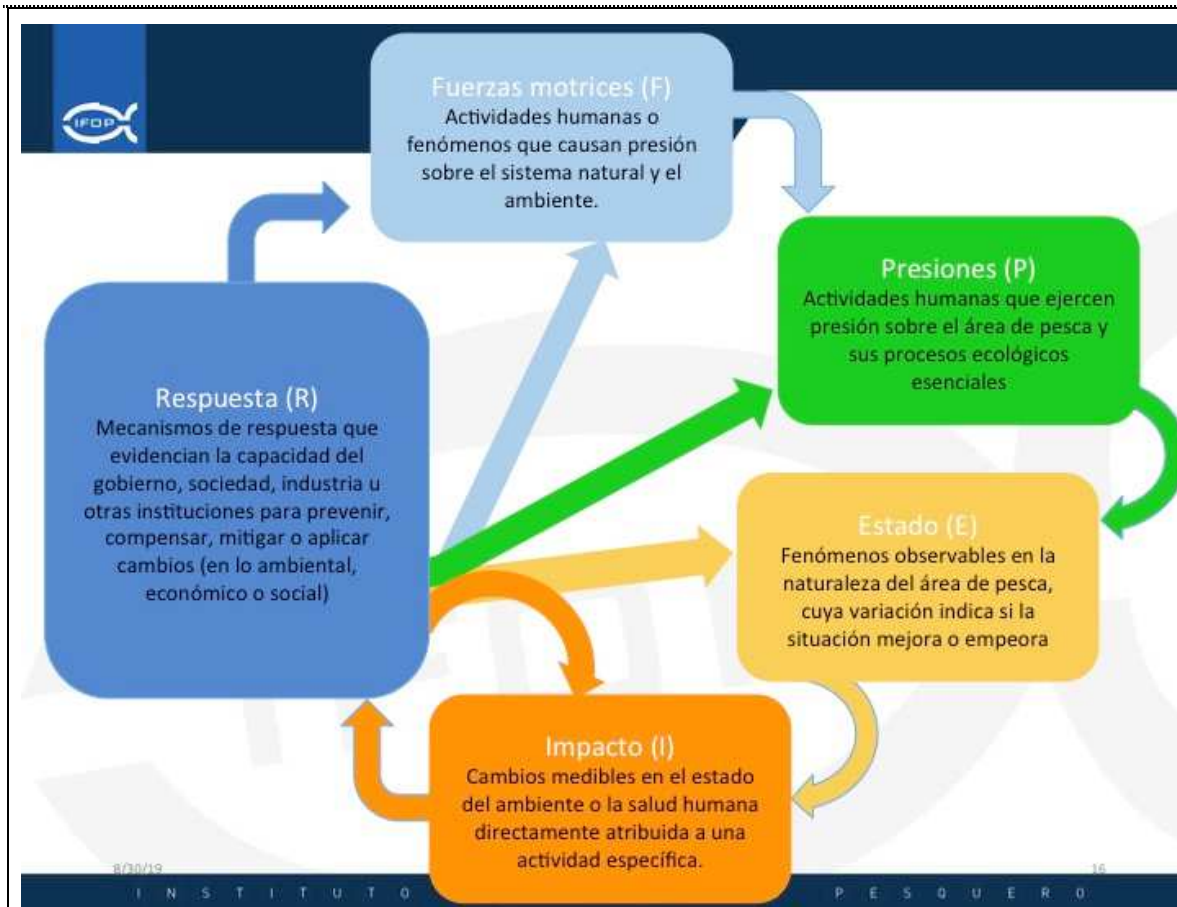 IFOP
Fuerzas motrices (F)
Actividades humanas o
fenómenos que causan presión
sobre el sistema natural y el
ambiente.
Presiones (P)
Actividades humanas que ejercen
presión sobre el área de pesca y
sus procesos ecológicos
esenciales
Respuesta (R)
Mecanismos de respuesta que
evidencian la capacidad del
gobierno, sociedad, industria u
otras instituciones para prevenir,
compensar, mitigar o aplicar
cambios (en lo ambiental,
económico o social)
Estado (E)
Fenómenos observables en la
naturaleza del área de pesca,
cuya variación indica si la
situación mejora o empeora
Impacto (I)
Cambios medibles en el estado
del ambiente o la salud humana
directamente atribuida a una
actividad específica.
8/30/19
16
INSTITUTO PESQUERO